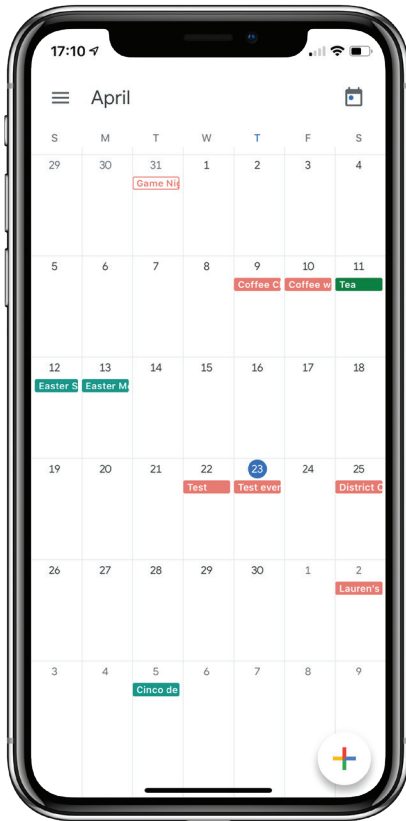 17:10
April
S M T W T F S
29 30 31 1 2 3 4
Game Nig
5 6 7 8 9 10 11
Coffee C Coffee w Tea
12 13 14 15 16 17 18
Easter S Easter Mo
19 20 21 22 23 24 25
Test Test even District C
26 27 28 29 30 1 2
Lauren's
3 4 5 6 7 8 9
Cinco de